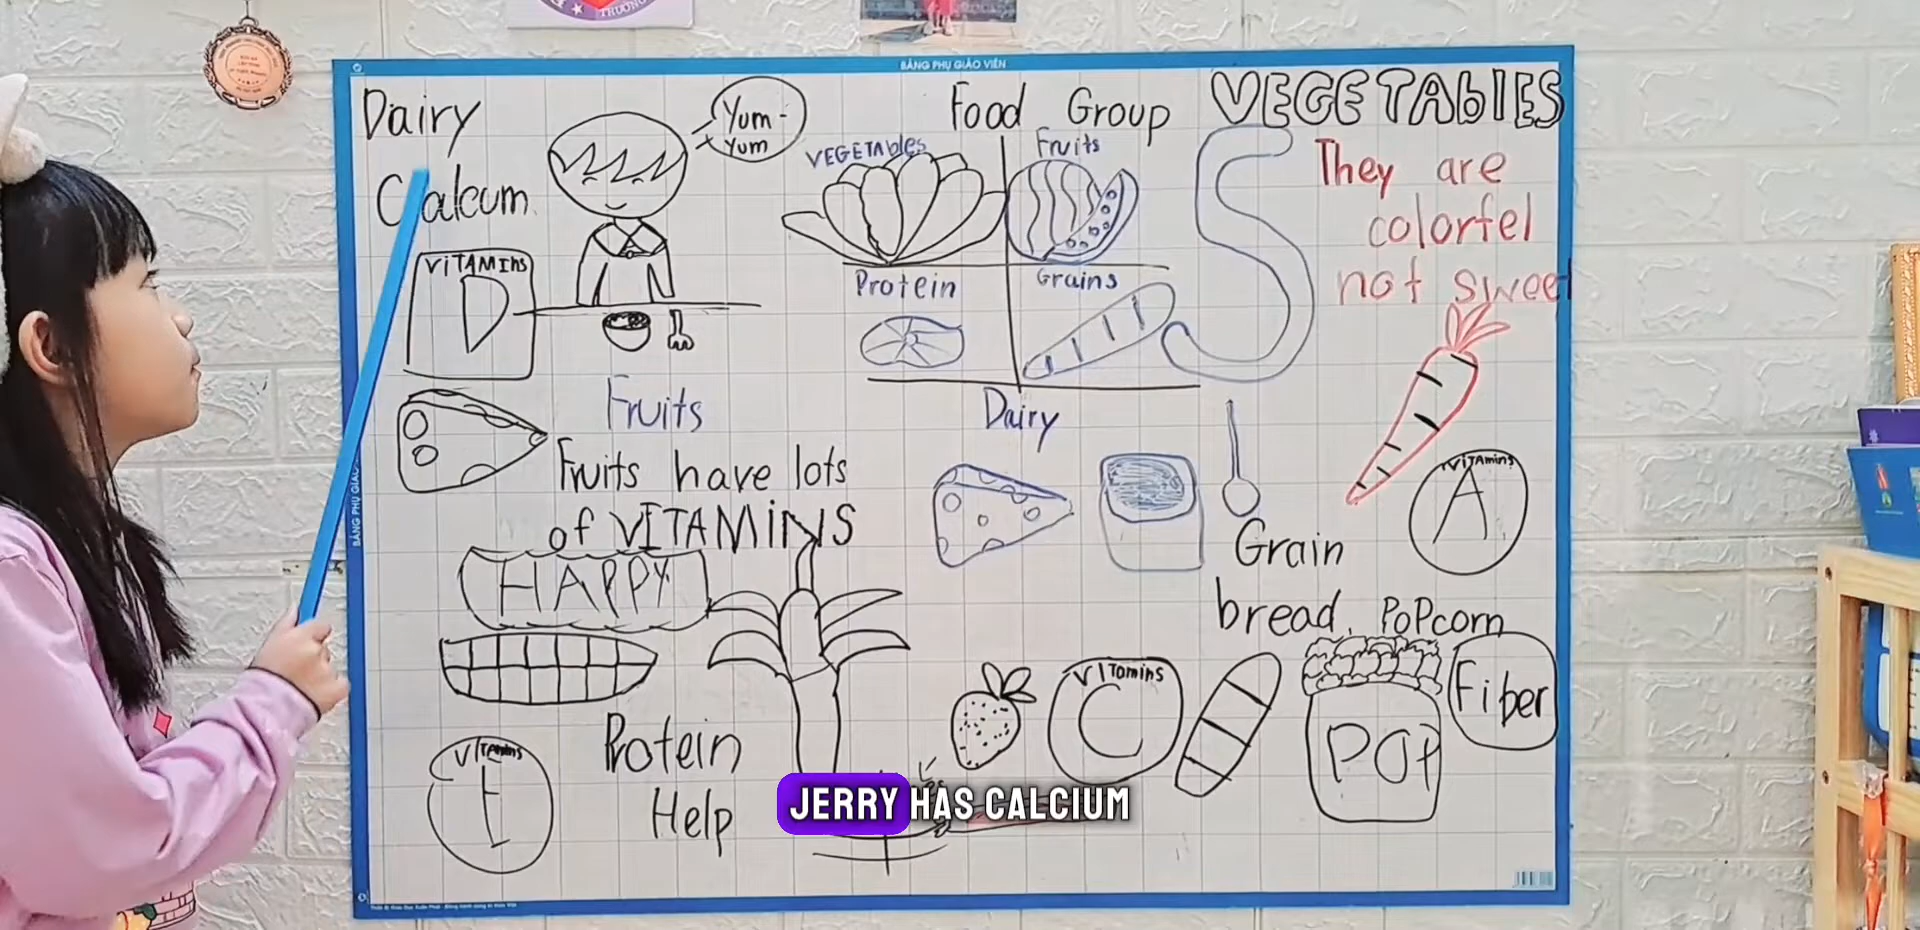 BẢNG PHỤ GIÁO VIÊN
Dairy
Calcum
VITAMINS
D
Yum-
Yum
Food Group
VEGETAbles
Fruits
Protein
Grains
Dairy
VEGETAbIES
They are
colorfel
not swee
VITAmins
A
Fruits
Fruits have lots
of VITAMINS
HAPPY
Grain
bread. PoPcorn
Fiber
POP
VITamins
C
VITamins
E
Protein
Help
JERRY HAS CALCIUM